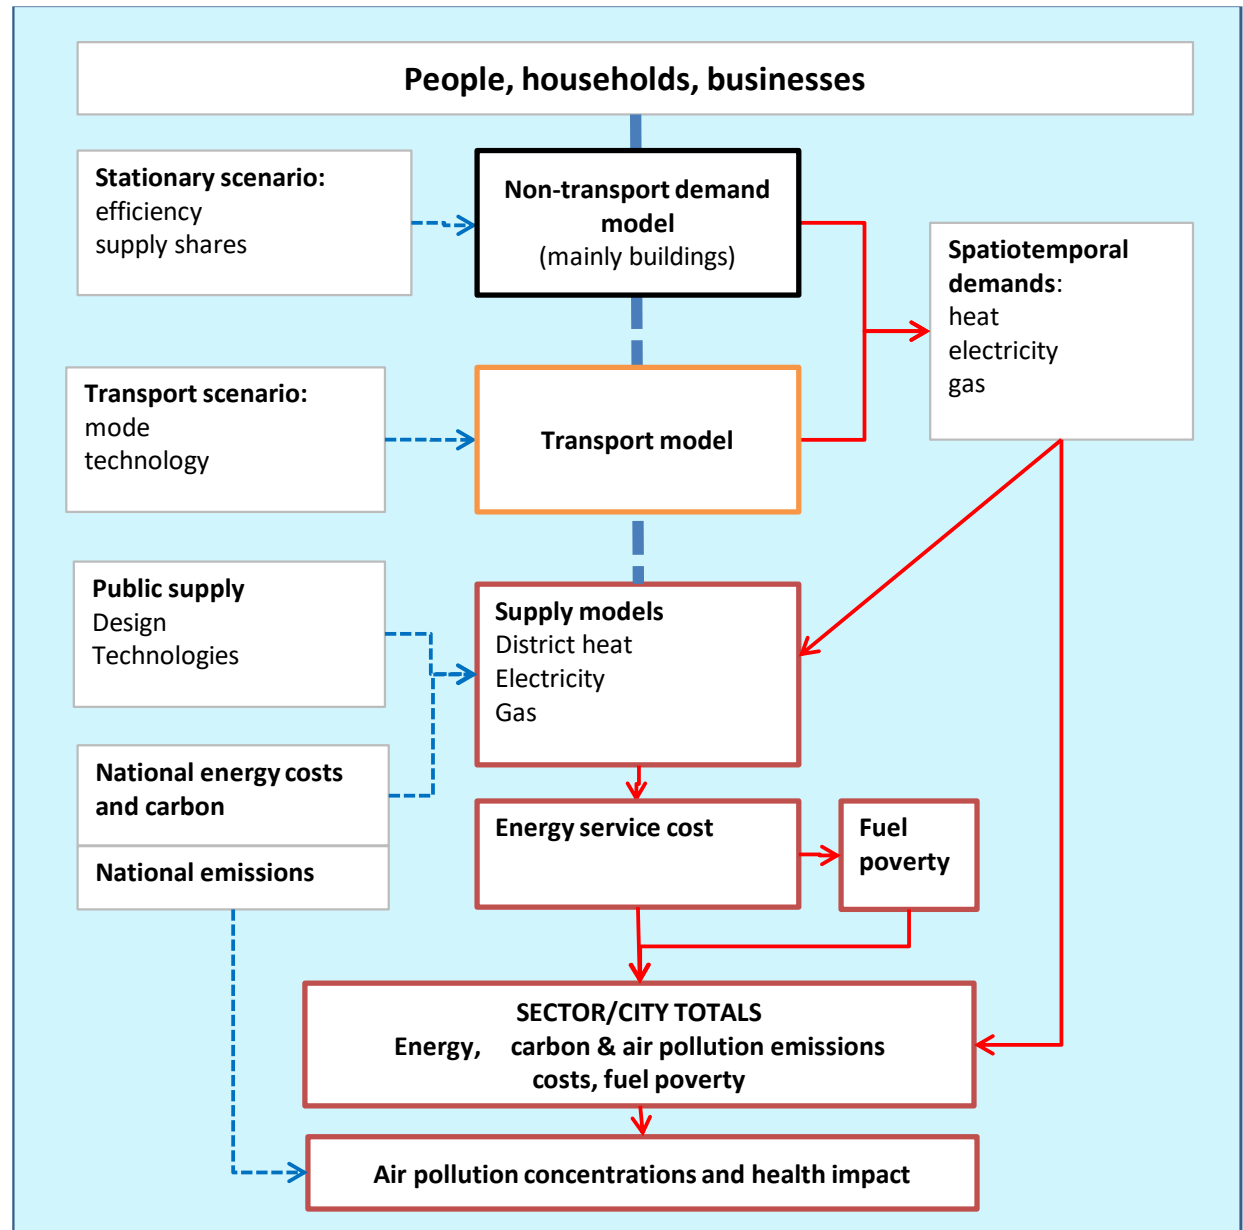 People, households, businesses
Stationary scenario:
efficiency
supply shares
Non-transport demand
model
(mainly buildings)
Spatiotemporal
demands:
heat
electricity
gas
Transport scenario:
mode
technology
Transport model
Public supply
Design
Technologies
Supply models
District heat
Electricity
Gas
National energy costs
and carbon
National emissions
Energy service cost
Fuel
poverty
SECTOR/CITY TOTALS
Energy, carbon & air pollution emissions
costs, fuel poverty
Air pollution concentrations and health impact